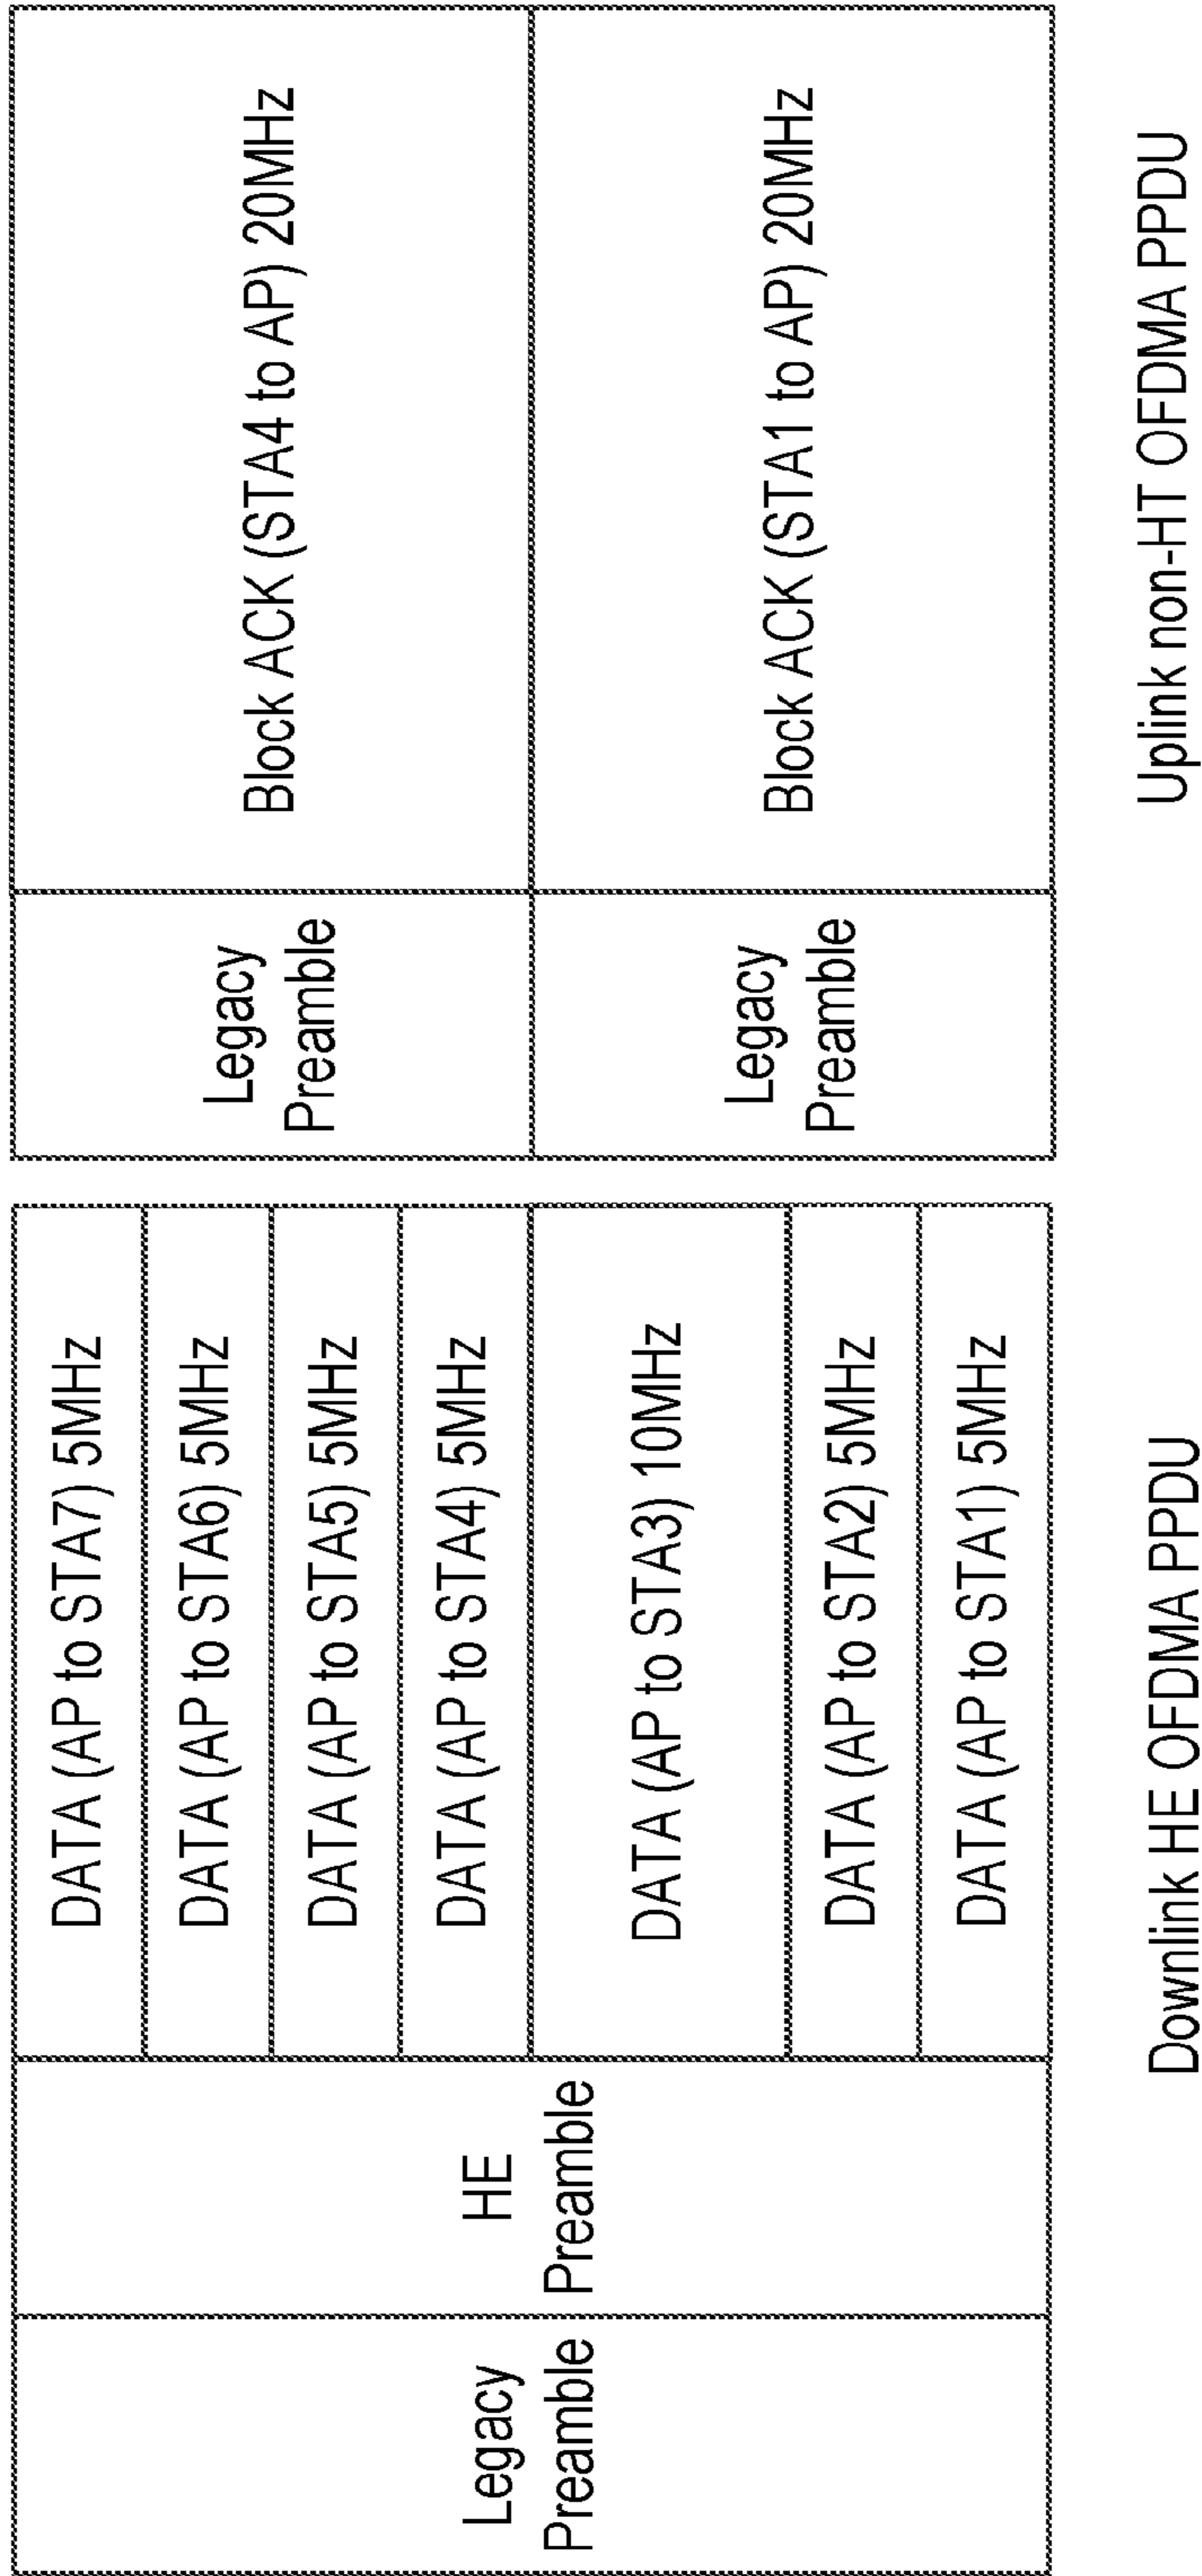 Legacy
Preamble
HE
Preamble
DATA (AP to STA7) 5MHz
DATA (AP to STA6) 5MHz
DATA (AP to STA5) 5MHz
DATA (AP to STA4) 5MHz
DATA (AP to STA3) 10MHz
DATA (AP to STA2) 5MHz
DATA (AP to STA1) 5MHz
Downlink HE OFDMA PPDU
Legacy
Preamble
Block ACK (STA4 to AP) 20MHz
Legacy
Preamble
Block ACK (STA1 to AP) 20MHz
Uplink non-HT OFDMA PPDU